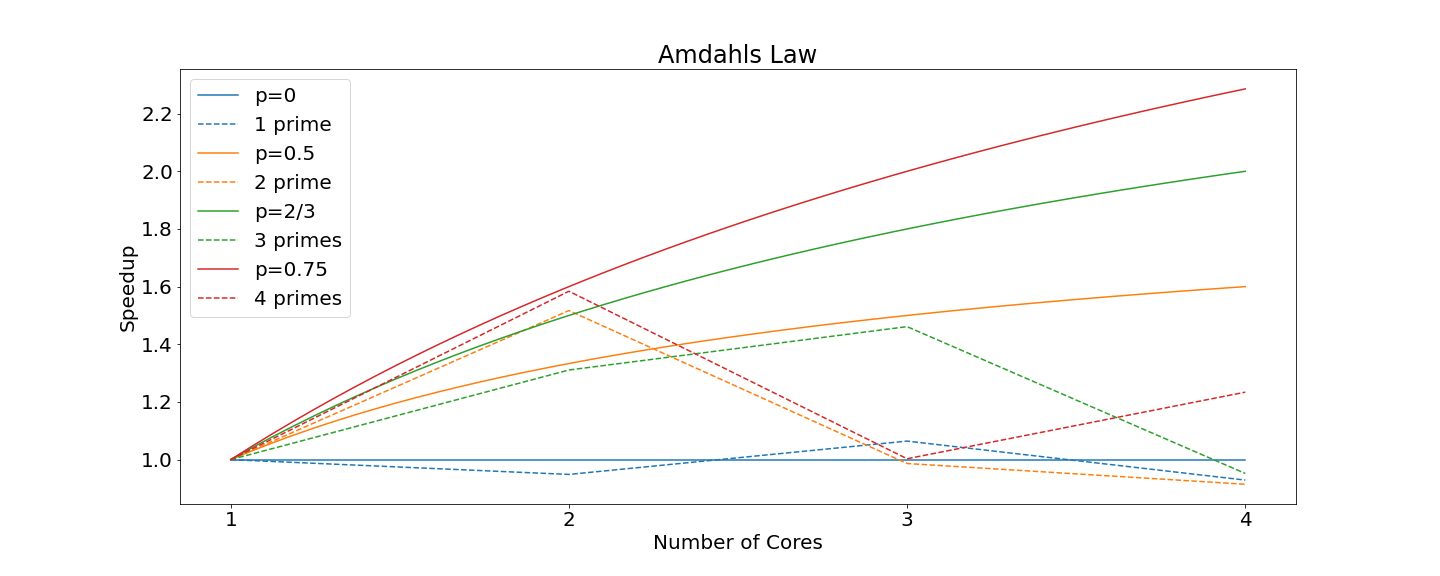 Amdahls Law
p=0
1 prime
p=0.5
2 prime
p=2/3
3 primes
p=0.75
4 primes
Speedup
2.2
2.0
1.8
1.6
1.4
1.2
1.0
1 2 3 4
Number of Cores